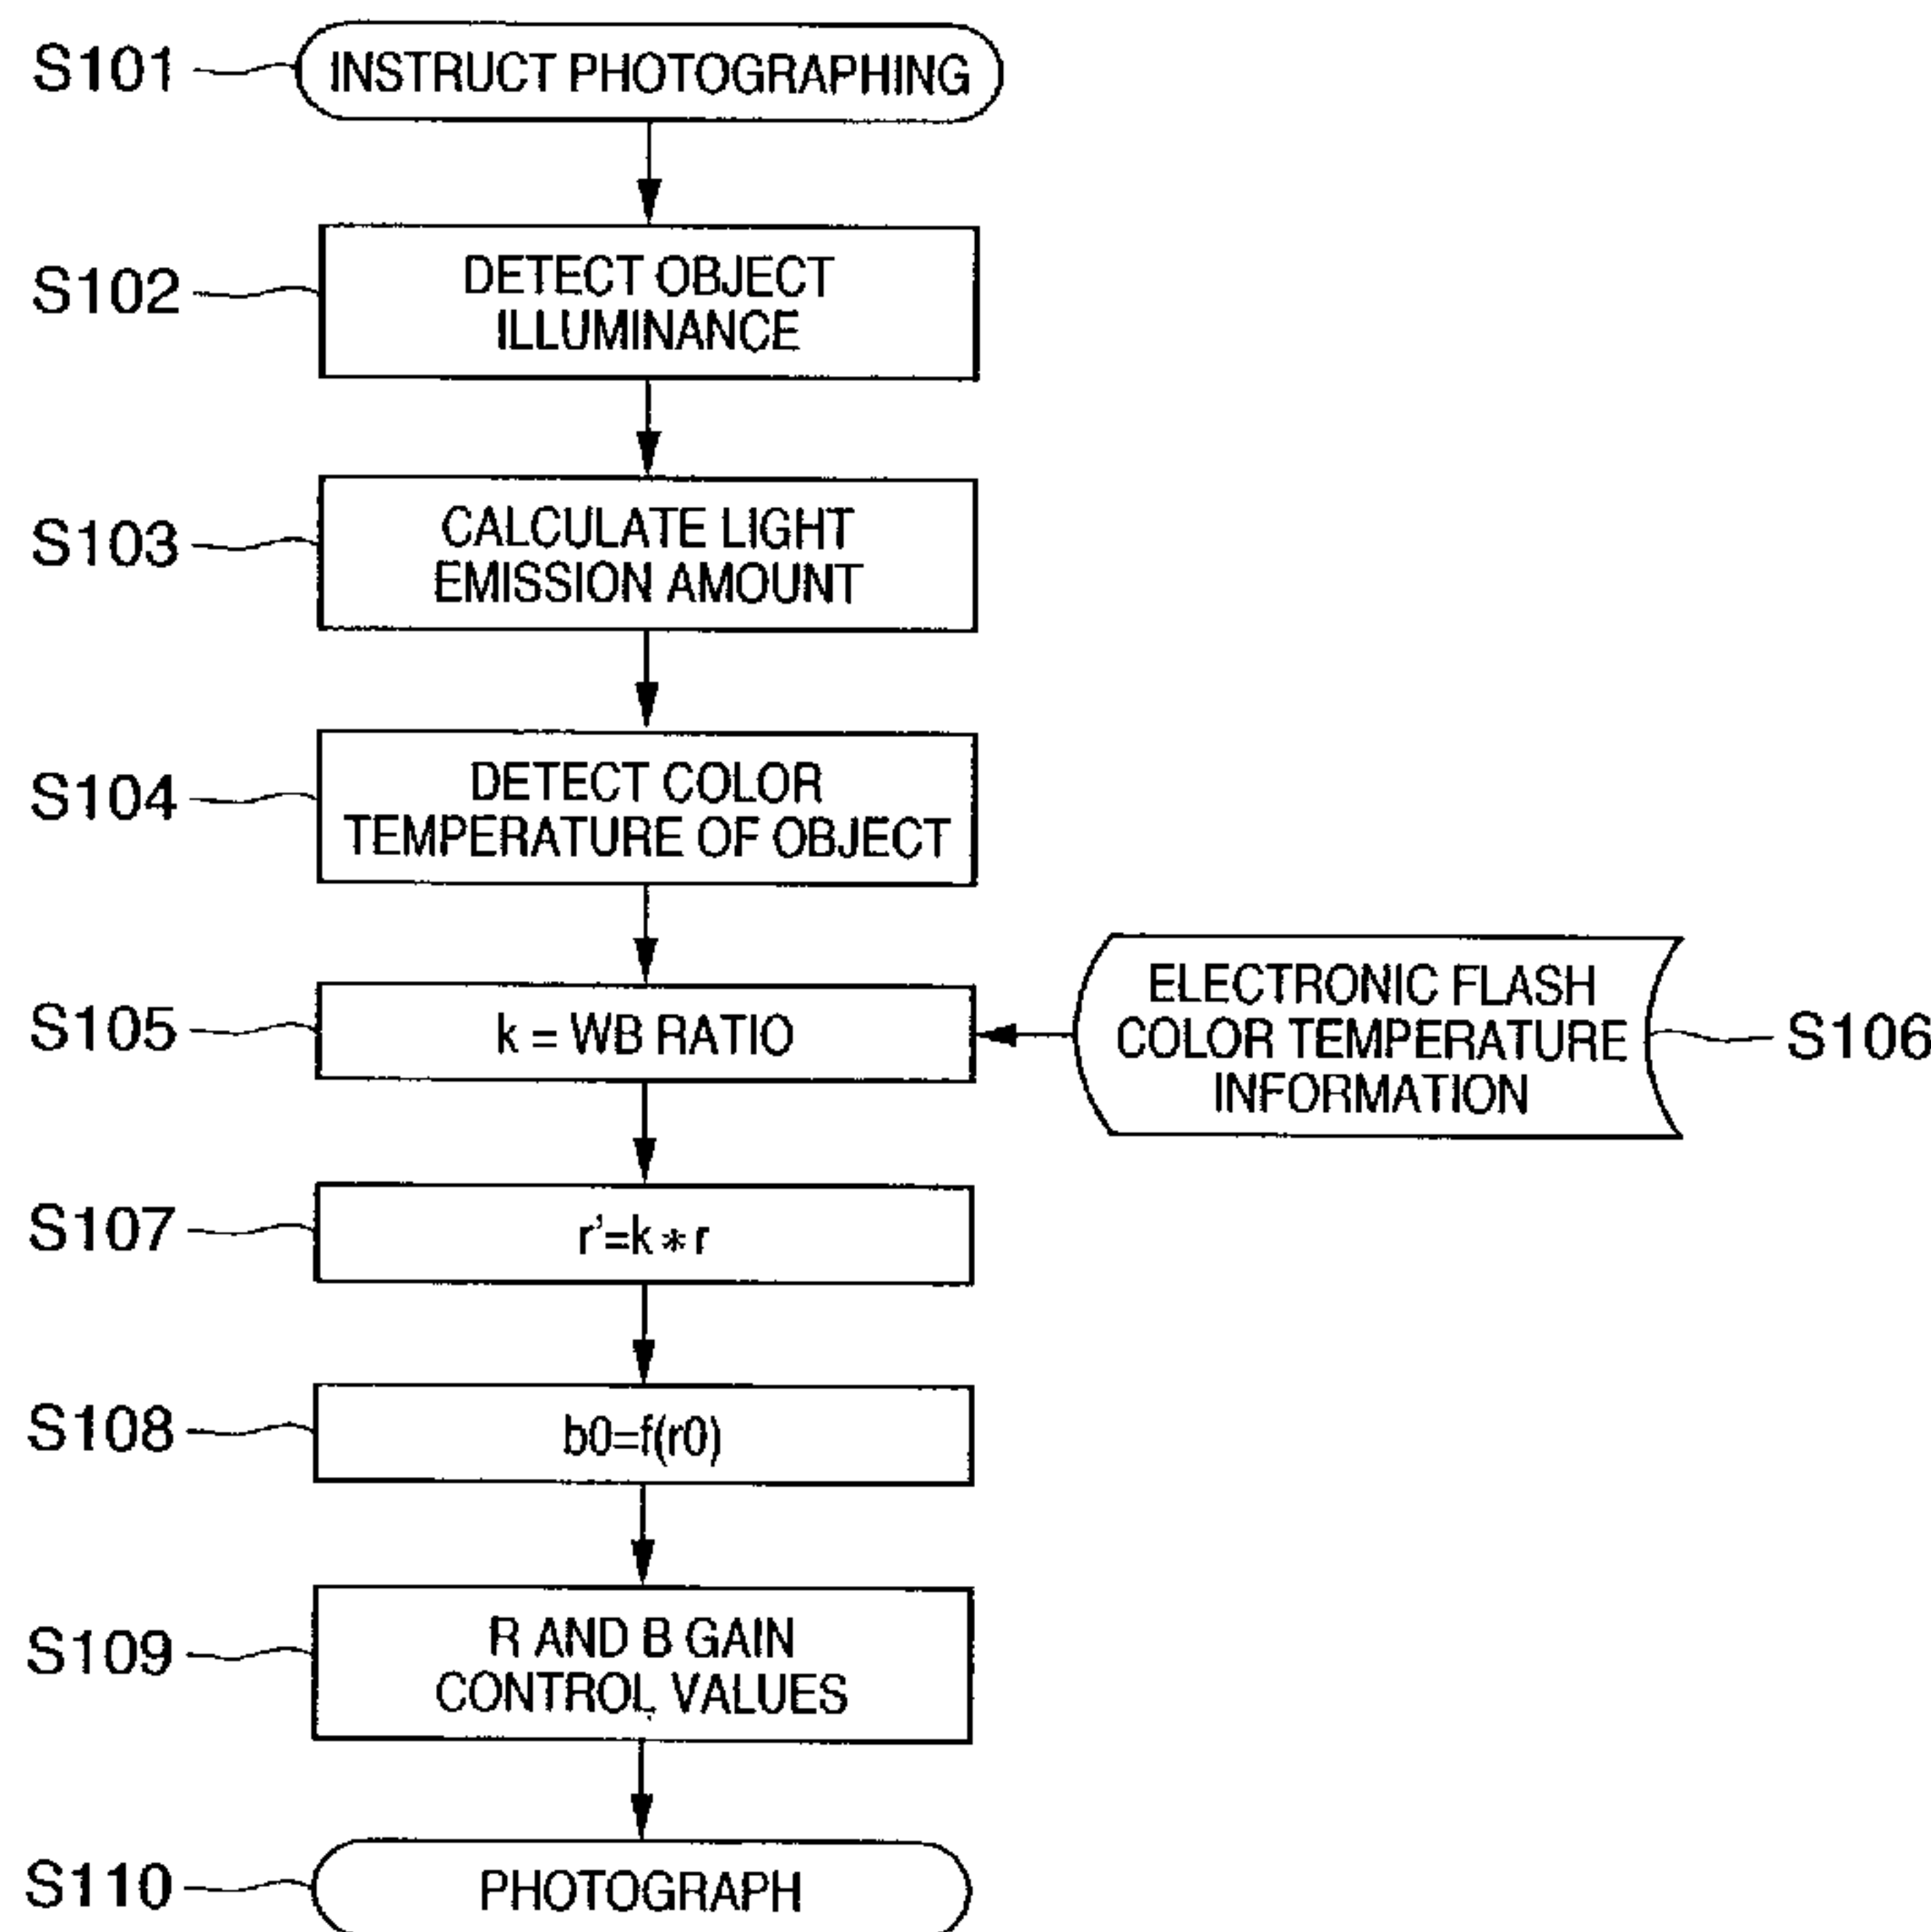 S101
INSTRUCT PHOTOGRAPHING
S102
DETECT OBJECT
ILLUMINANCE
S103
CALCULATE LIGHT
EMISSION AMOUNT
S104
DETECT COLOR
TEMPERATURE OF OBJECT
S105
k = WB RATIO
ELECTRONIC FLASH
COLOR TEMPERATURE
INFORMATION
S106
S107
r'=k*r
S108
b0=f(r0)
S109
R AND B GAIN
CONTROL VALUES
S110
PHOTOGRAPH